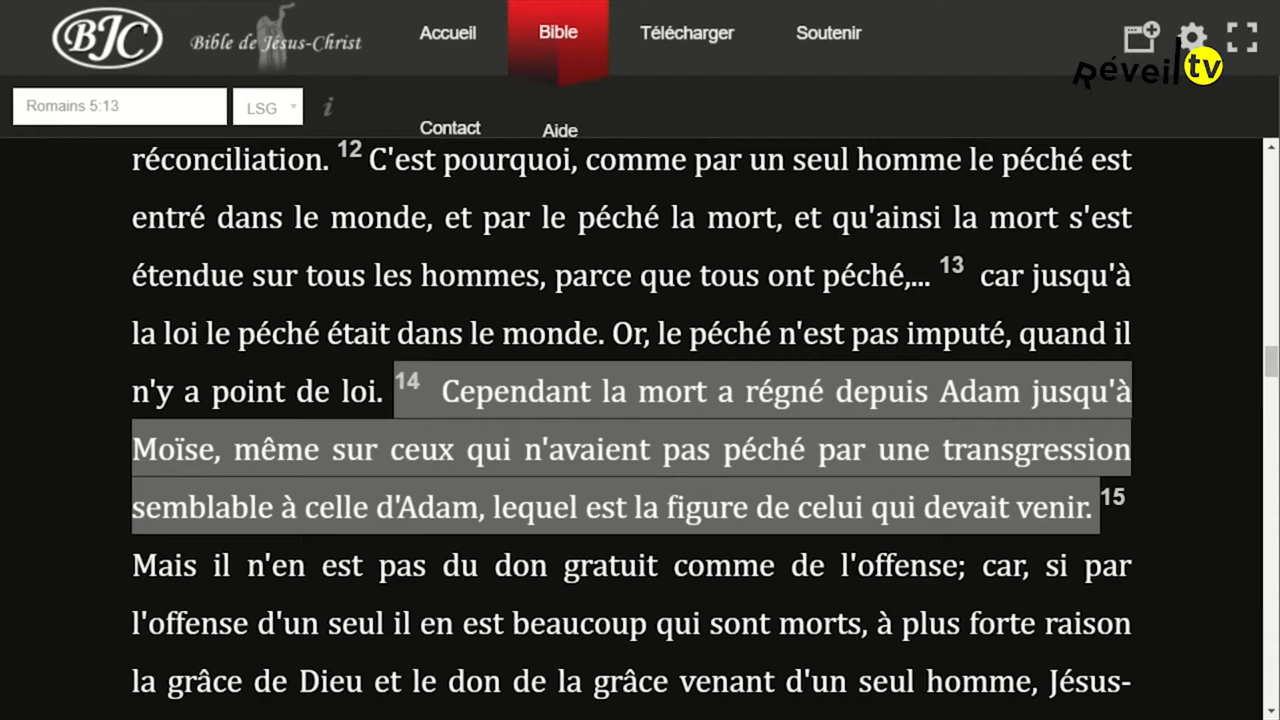 BJC
Bible de Jésus-Christ
Accueil
Bible
Télécharger
Soutenir
Réveil tv
Romains 5:13
LSG
i
Contact
Aide
réconciliation. 12 C'est pourquoi, comme par un seul homme le péché est
entré dans le monde, et par le péché la mort, et qu'ainsi la mort s'est
étendue sur tous les hommes, parce que tous ont péché,... 13 car jusqu'à
la loi le péché était dans le monde. Or, le péché n'est pas imputé, quand il
n'y a point de loi. 14 Cependant la mort a régné depuis Adam jusqu'à
Moïse, même sur ceux qui n'avaient pas péché par une transgression
semblable à celle d'Adam, lequel est la figure de celui qui devait venir. 15
Mais il n'en est pas du don gratuit comme de l'offense; car, si par
l'offense d'un seul il en est beaucoup qui sont morts, à plus forte raison
la grâce de Dieu et le don de la grâce venant d'un seul homme, Jésus-